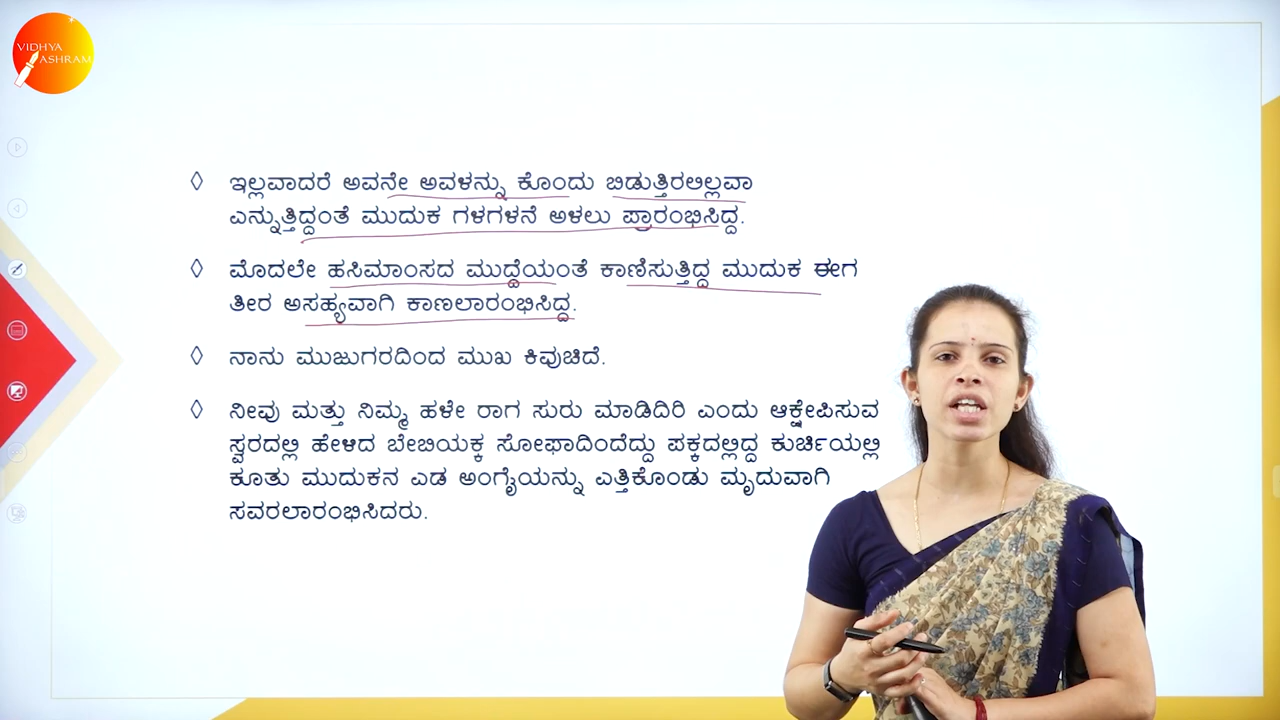 VIDHYA
ASHRAM
◊ ಇಲ್ಲವಾದರೆ ಅವನೇ ಅವಳನ್ನು ಕೊಂದು ಬಿಡುತ್ತಿರಲಿಲ್ಲವಾ
ಎನ್ನುತ್ತಿದ್ದಂತೆ ಮುದುಕ ಗಳಗಳನೆ ಅಳಲು ಪ್ರಾರಂಭಿಸಿದ್ದ.
◊ ಮೊದಲೇ ಹಸಿಮಾಂಸದ ಮುದ್ದೆಯಂತೆ ಕಾಣಿಸುತ್ತಿದ್ದ ಮುದುಕ ಈಗ
ತೀರ ಅಸಹ್ಯವಾಗಿ ಕಾಣಲಾರಂಭಿಸಿದ್ದ.
◊ ನಾನು ಮುಜುಗರದಿಂದ ಮುಖ ಕಿವುಚಿದೆ.
◊ ನೀವು ಮತ್ತು ನಿಮ್ಮ ಹಳೇ ರಾಗ ಸುರು ಮಾಡಿದಿರಿ ಎಂದು ಆಕ್ಷೇಪಿಸುವ
ಸ್ವರದಲ್ಲಿ ಹೇಳಿದ ಬೇಬಿಯಕ್ಕ ಸೋಫಾದಿಂದೆದ್ದು ಪಕ್ಕದಲ್ಲಿದ್ದ ಕುರ್ಚಿಯಲ್ಲಿ
ಕೂತು ಮುದುಕನ ಎಡ ಅಂಗೈಯನ್ನು ಎತ್ತಿಕೊಂಡು ಮೃದುವಾಗಿ
ಸವರಲಾರಂಭಿಸಿದರು.